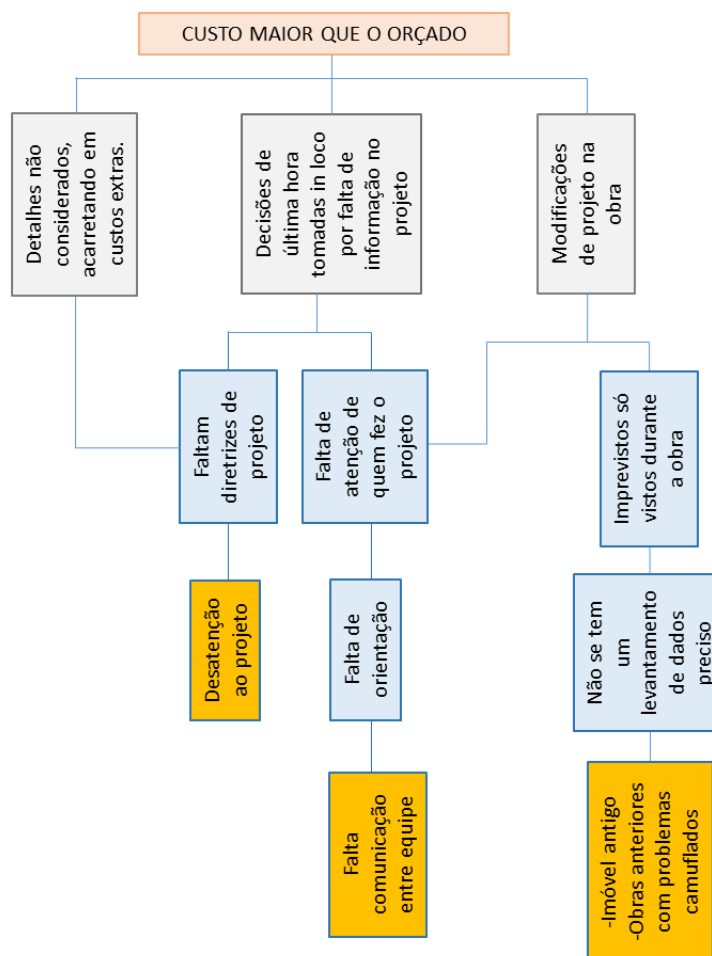 CUSTO MAIOR QUE O ORÇADO
Detalhes não
considerados,
acarretando em
custos extras.
Decisões de
última hora
tomadas in loco
por falta de
informação no
projeto
Modificações
de projeto na
obra
Faltam
diretrizes de
projeto
Falta de
atenção de
quem fez o
projeto
Imprevistos só
vistos durante
a obra
Desatenção
ao projeto
Falta de
orientação
Não se tem
um
levantamento
de dados
preciso
Falta
comunicação
entre equipe
-Imóvel antigo
-Obras anteriores
com problemas
camuflados